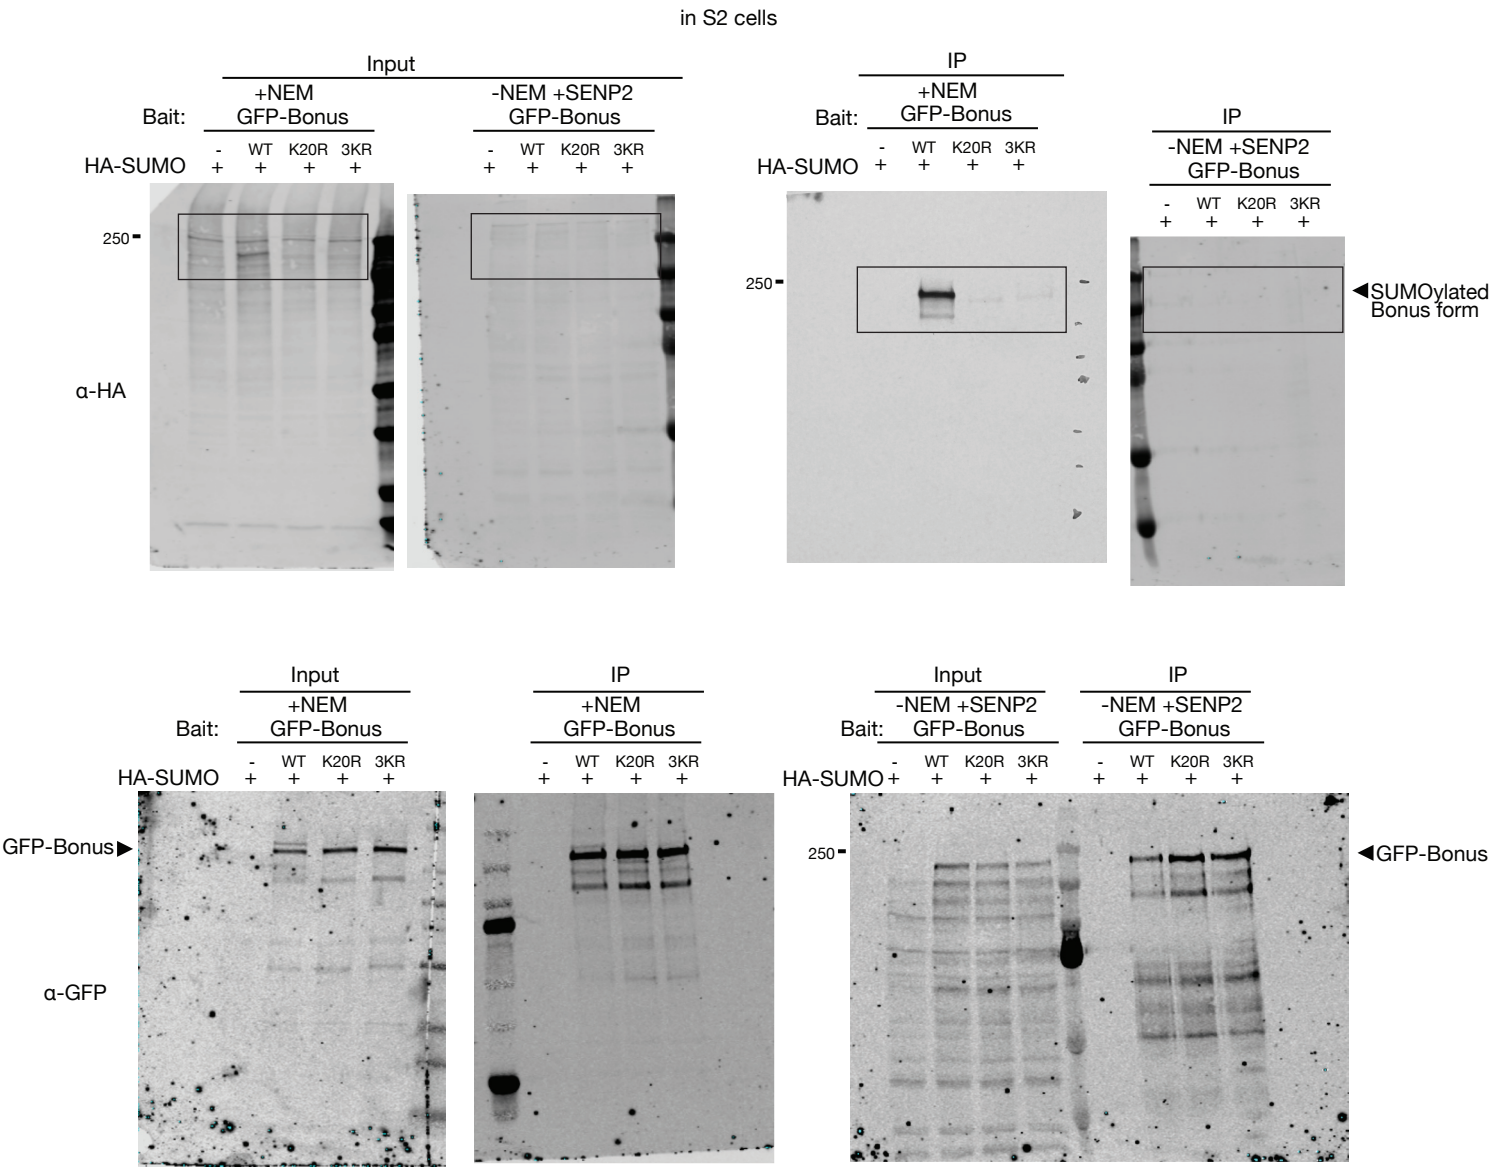 in S2 cells
Input
+NEM
-NEM +SENP2
Bait: GFP-Bonus
GFP-Bonus
- WT K20R 3KR
- WT K20R 3KR
HA-SUMO + + + +
+ + + +
250
α-HA
IP
+NEM
Bait: GFP-Bonus
- WT K20R 3KR
HA-SUMO + + + +
250
IP
-NEM +SENP2
GFP-Bonus
- WT K20R 3KR
+ + + +
SUMOylated
Bonus form
Input
+NEM
Bait: GFP-Bonus
- WT K20R 3KR
HA-SUMO + + + +
GFP-Bonus
α-GFP
IP
+NEM
GFP-Bonus
- WT K20R 3KR
+ + + +
Input
-NEM +SENP2
Bait: GFP-Bonus
- WT K20R 3KR
HA-SUMO + + + +
250
IP
-NEM +SENP2
GFP-Bonus
- WT K20R 3KR
+ + + +
GFP-Bonus